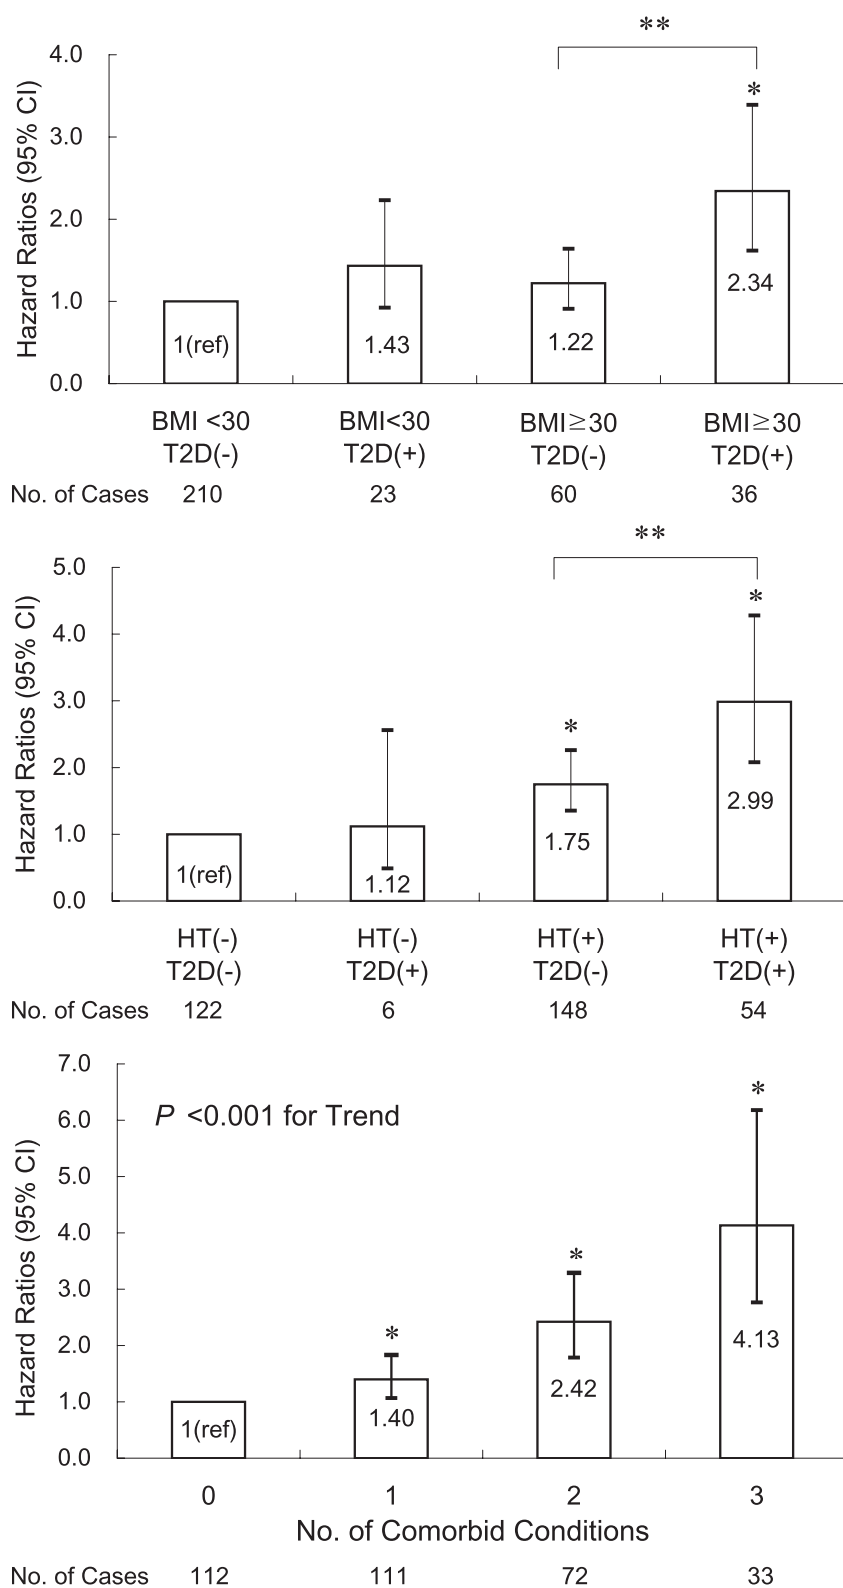 **
4.0
3.0
2.0
1.0
0.0
Hazard Ratios (95% CI)
*
1(ref)
1.43
1.22
2.34
BMI <30 BMI<30 BMI≧30 BMI≧30
T2D(-) T2D(+) T2D(-) T2D(+)
No. of Cases 210 23 60 36
**
5.0
4.0
3.0
2.0
1.0
0.0
Hazard Ratios (95% CI)
*
*
1(ref)
1.12
1.75
2.99
HT(-) HT(-) HT(+) HT(+)
T2D(-) T2D(+) T2D(-) T2D(+)
No. of Cases 122 6 148 54
7.0
6.0
5.0
4.0
3.0
2.0
1.0
0.0
Hazard Ratios (95% CI)
P <0.001 for Trend
*
*
*
1(ref)
1.40
2.42
4.13
0 1 2 3
No. of Comorbid Conditions
No. of Cases 112 111 72 33